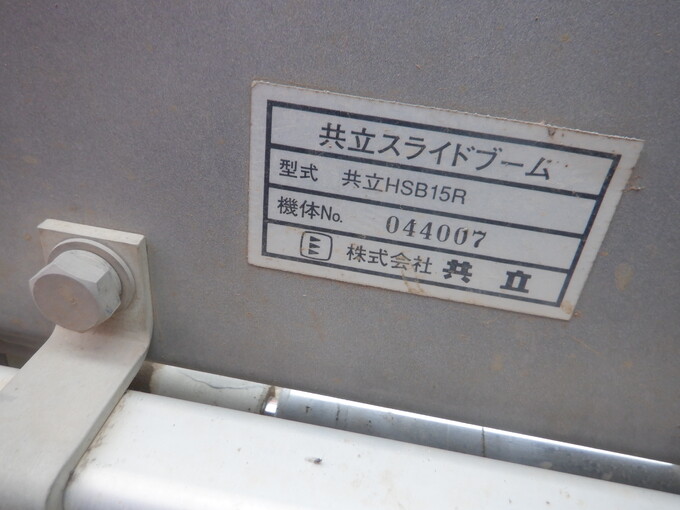 共立スライドブーム
型式 共立HSB15R
機体No. 044007
株式会社 共立